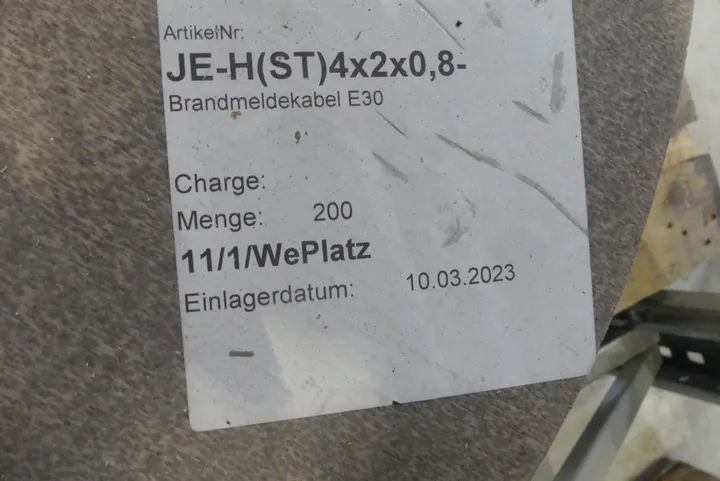 ArtikelNr:
JE-H(ST)4x2x0,8-
Brandmeldekabel E30
Charge:
Menge: 200
11/1/WePlatz
Einlagerdatum: 10.03.2023